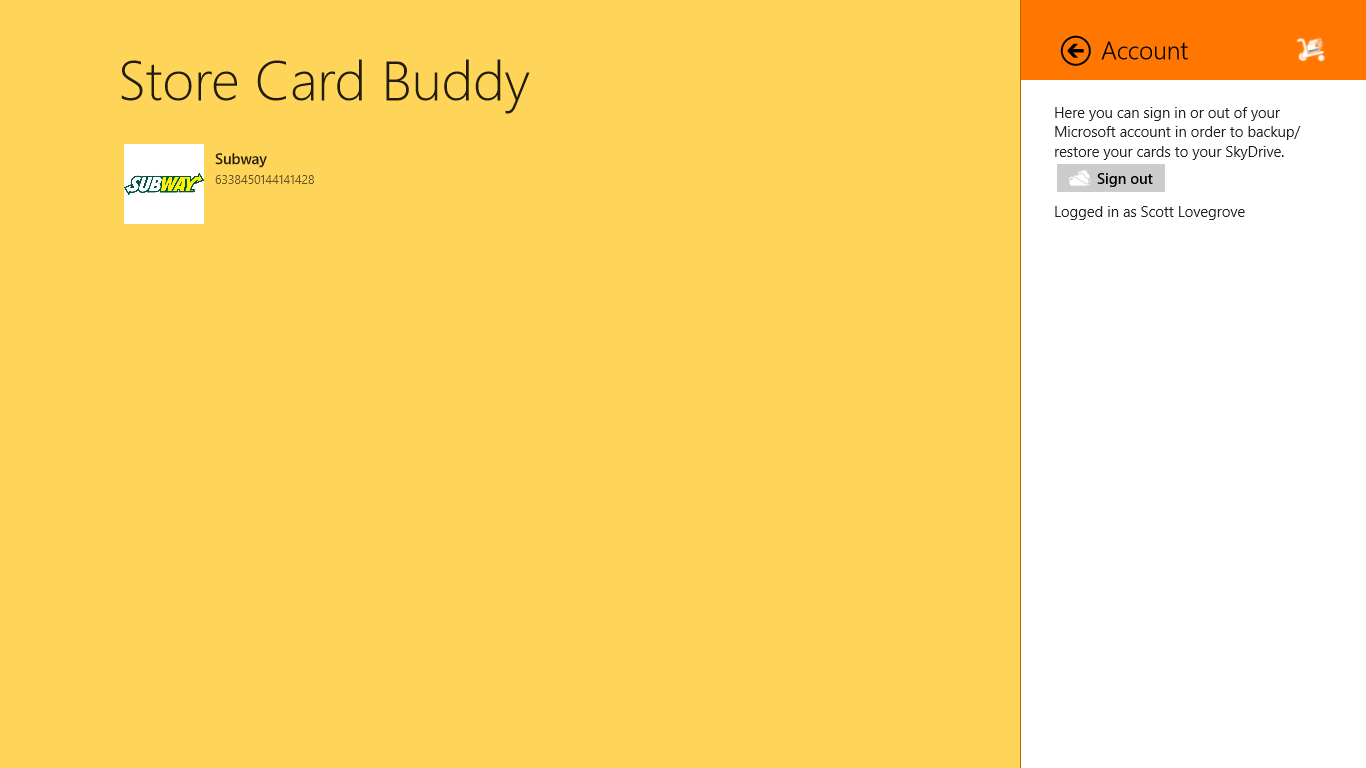 Store Card Buddy
SUBWAY
Subway
6338450144141428
Account
Here you can sign in or out of your
Microsoft account in order to backup/
restore your cards to your SkyDrive.
Sign out
Logged in as Scott Lovegrove